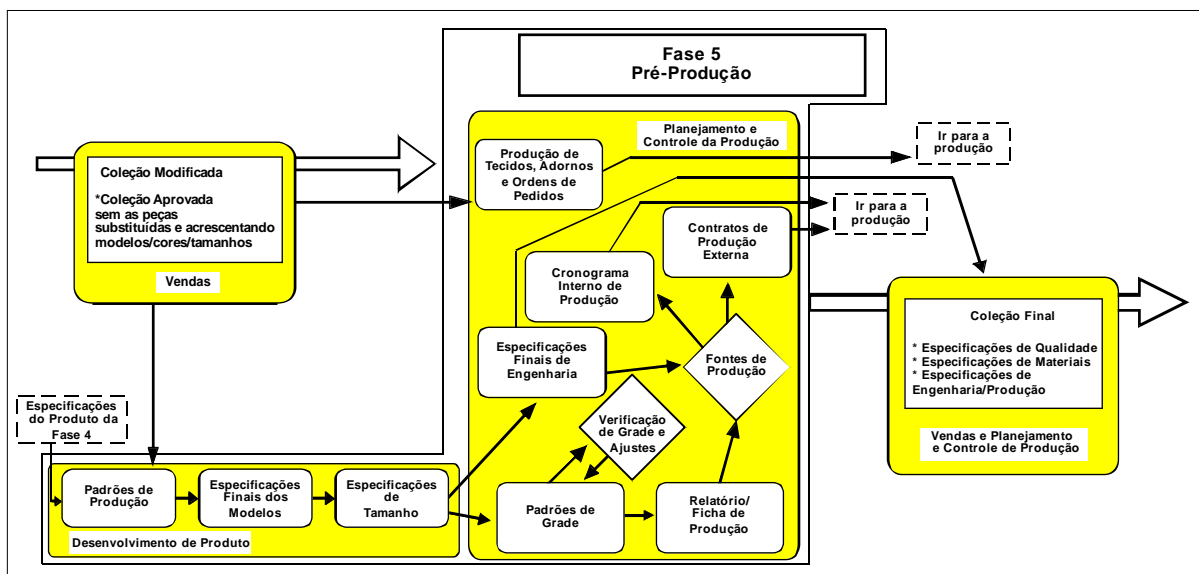 Fase 5
Pré-Produção
Coleção Modificada
*Coleção Aprovada
sem as peças
substituídas e acrescentando
modelos/cores/tamanhos
Vendas
Planejamento e
Controle da Produção
Produção de
Tecidos, Adornos
e Ordens de
Pedidos
Ir para a
produção
Ir para a
produção
Contratos de
Produção
Externa
Cronograma
Interno de
Produção
Especificações
Finais de
Engenharia
Fontes de
Produção
Coleção Final
* Especificações de Qualidade
* Especificações de Materiais
* Especificações de
Engenharia/Produção
Vendas e Planejamento
e Controle de Produção
Especificações
do Produto da
Fase 4
Verificação
de Grade e
Ajustes
Padrões de
Produção
Especificações
Finais dos
Modelos
Especificações
de
Tamanho
Padrões de
Grade
Relatório/
Ficha de
Produção
Desenvolvimento de Produto